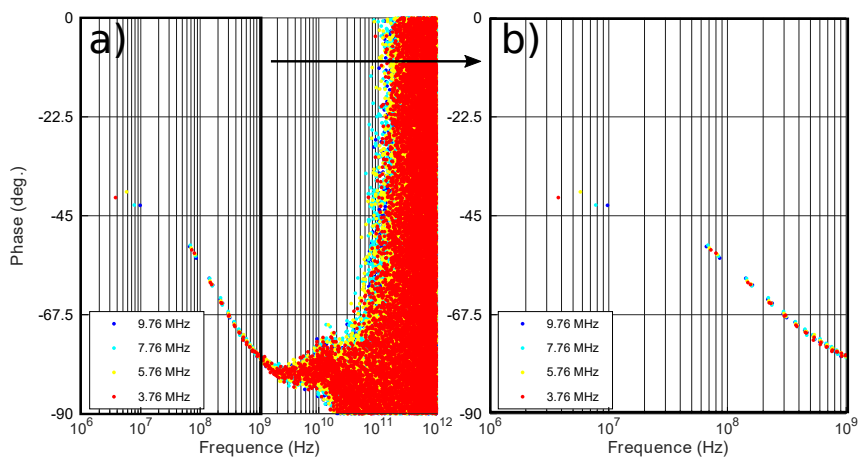 a)
0
-22.5
-45
-67.5
-90
Phase (deg.)
9.76 MHz
7.76 MHz
5.76 MHz
3.76 MHz
10^6 10^7 10^8 10^9 10^10 10^11 10^12
Frequence (Hz)
b)
0
-22.5
-45
-67.5
-90
9.76 MHz
7.76 MHz
5.76 MHz
3.76 MHz
10^6 10^7 10^8 10^9
Frequence (Hz)